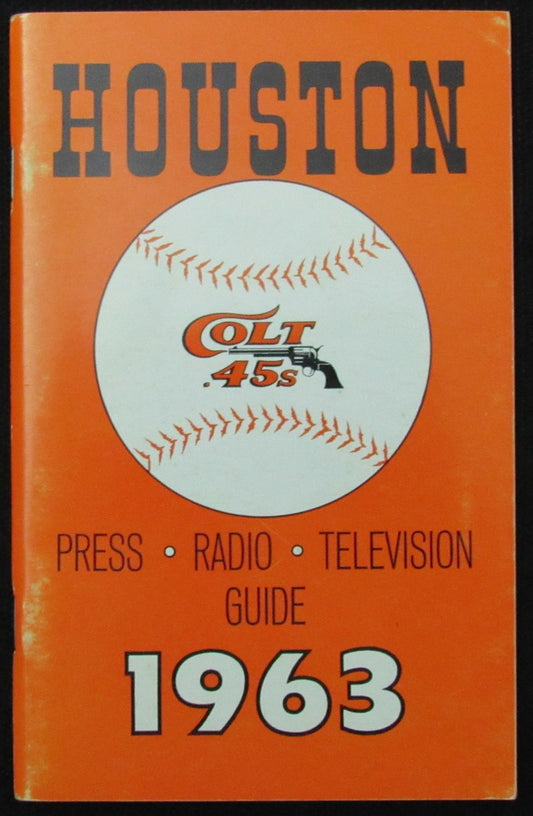 HOUSTON
COLT
.45s
PRESS • RADIO • TELEVISION
GUIDE
1963